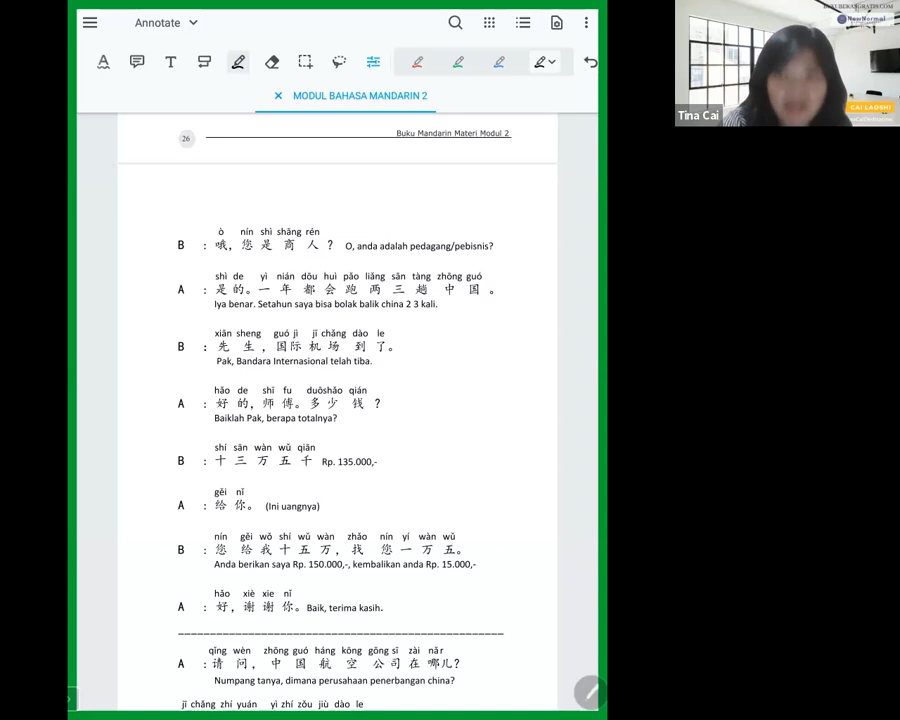 Annotate
MODUL BAHASA MANDARIN 2
26
Buku Mandarin Materi Modul 2
ò nín shì shāng rén
B : 哦, 您 是 商 人 ? O, anda adalah pedagang/pebisnis?
shì de yì nián dōu huì pǎo liǎng sān tàng zhōng guó
A : 是 的。一 年 都 会 跑 两 三 趟 中 国 。
Iya benar. Setahun saya bisa bolak balik china 2 3 kali.
xiān sheng guó jì jī chǎng dào le
B : 先 生 , 国 际 机 场 到 了。
Pak, Bandara Internasional telah tiba.
hǎo de shī fu duōshǎo qián
A : 好 的, 师 傅。多 少 钱 ?
Baiklah Pak, berapa totalnya?
shí sān wàn wǔ qiān
B : 十 三 万 五 千 Rp. 135.000,-
gěi nǐ
A : 给 你。 (Ini uangnya)
nín gěi wǒ shí wǔ wàn zhǎo nín yí wàn wǔ
B : 您 给 我 十 五 万, 找 您 一 万 五。
Anda berikan saya Rp. 150.000,-, kembalikan anda Rp. 15.000,-
hǎo xiè xie nǐ
A : 好, 谢 谢 你。Baik, terima kasih.
qǐng wèn zhōng guó háng kōng gōng sī zài nǎr
A : 请 问, 中 国 航 空 公 司 在 哪儿?
Numpang tanya, dimana perusahaan penerbangan china?
jī chǎng zhí yuán yì zhí zǒu jiù dào le
NewNormal
CAI LAOSHI
Tina Cai